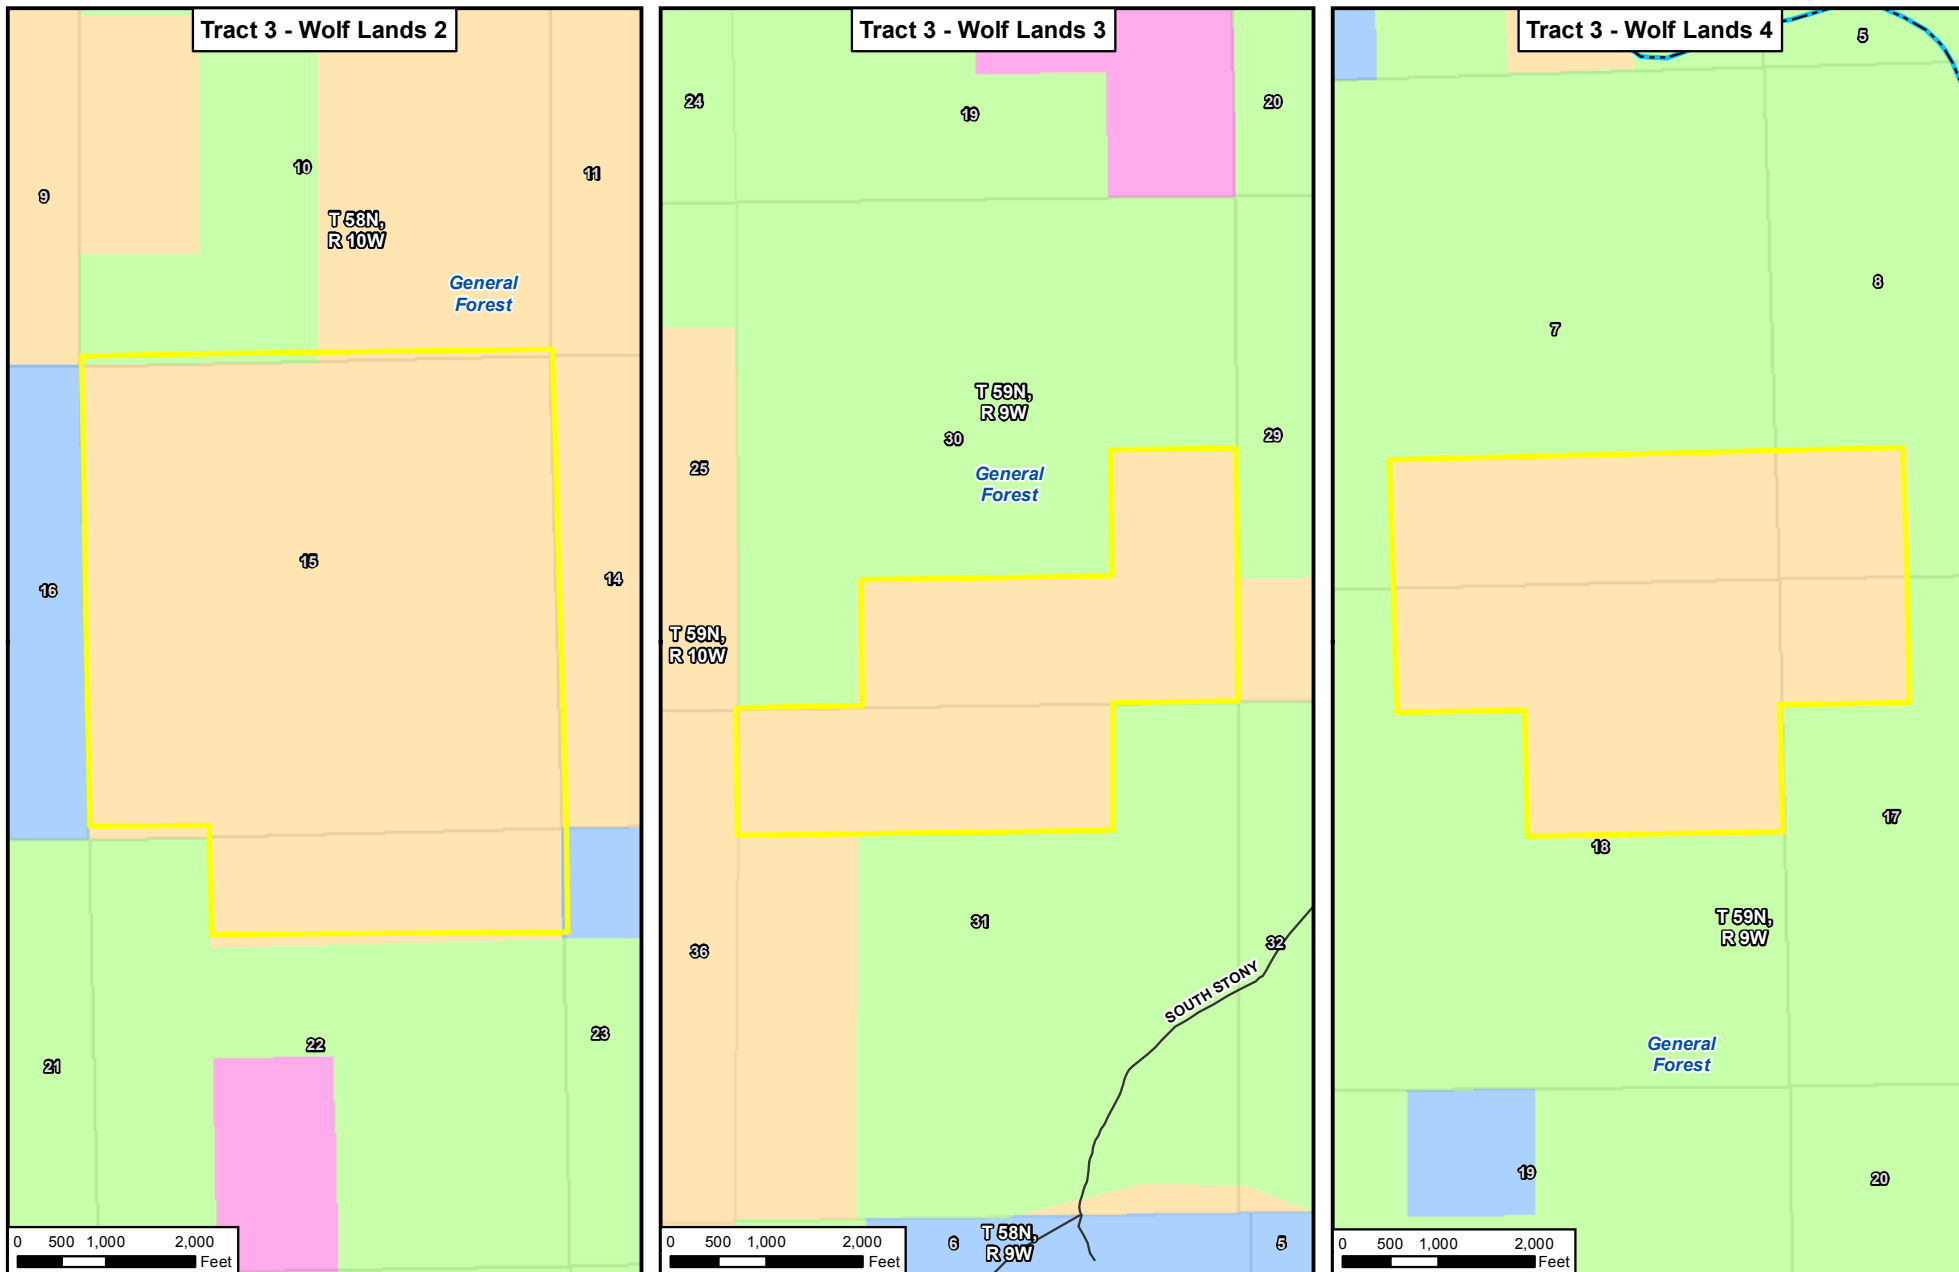 Tract 3 - Wolf Lands 2
10
11
9
T 58N,
R 10W
General
Forest
15
14
16
22
23
21
0 500 1,000 2,000
Feet
Tract 3 - Wolf Lands 3
24
19
20
T 59N,
R 9W
30
29
25
General
Forest
T 59N,
R 10W
31
32
36
SOUTH STONY
T 58N,
R 9W
6
5
0 500 1,000 2,000
Feet
Tract 3 - Wolf Lands 4
5
8
7
17
18
T 59N,
R 9W
General
Forest
19
20
0 500 1,000 2,000
Feet